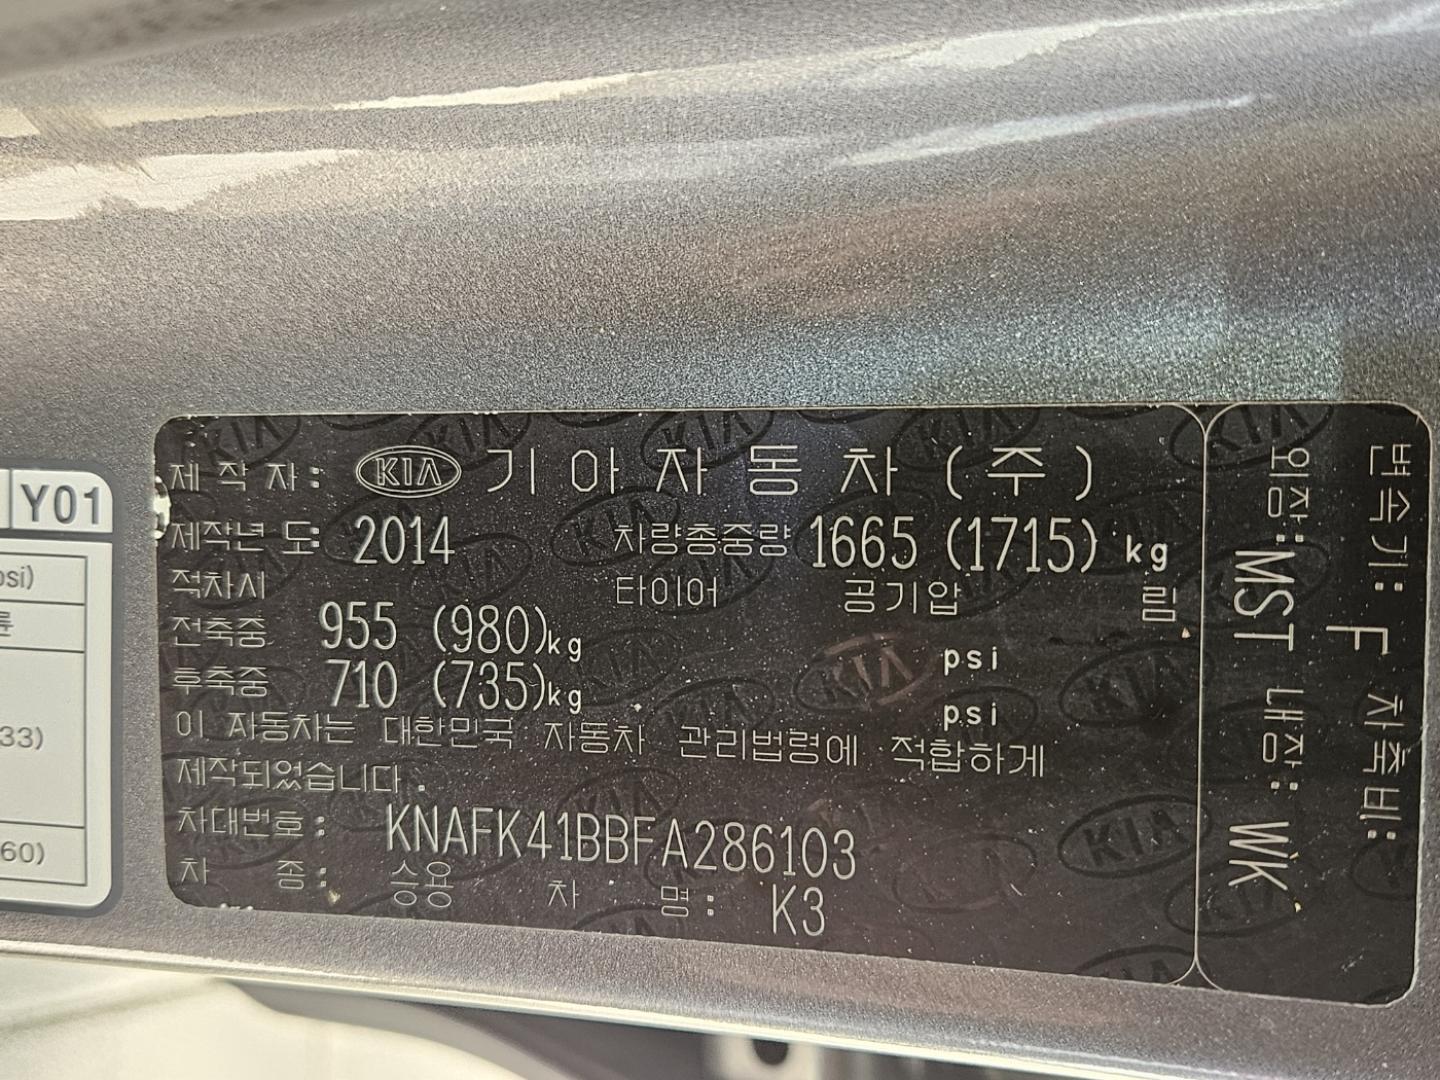 Y01
psi)
33)
60)
제 작 자 : KIA 기 아 자 동 차 ( 주 )
제작년 도: 2014 차량총중량 1665 (1715) kg
적차시 타이어 공기압 림
전축중 955 (980)kg psi
후축중 710 (735)kg psi
이 자동차는 대한민국 자동차 관리법령에 적합하게
제작되었습니다.
차대번호: KNAFK41BBFA286103
차 종: 승용 차 명: K3
변속기: F 차축비:
외장:MST 내장: WK